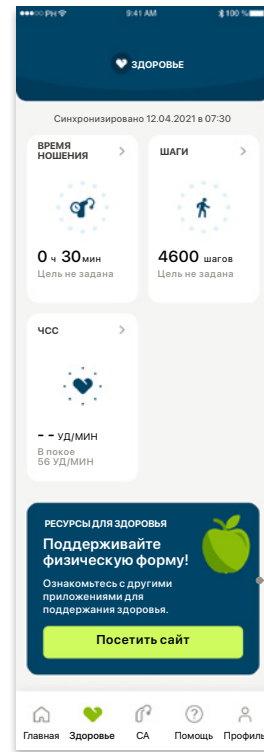 PH
9:41 AM
100 %
ЗДОРОВЬЕ
Синхронизировано 12.04.2021 в 07:30
ВРЕМЯ
НОШЕНИЯ
0 ч 30 мин
Цель не задана
ШАГИ
4600 шагов
Цель не задана
ЧСС
- - УД/МИН
В покое
56 УД/МИН
РЕСУРСЫ ДЛЯ ЗДОРОВЬЯ
Поддерживайте
физическую форму!
Ознакомьтесь с другими
приложениями для
поддержания здоровья.
Посетить сайт
Главная Здоровье СА Помощь Профиль